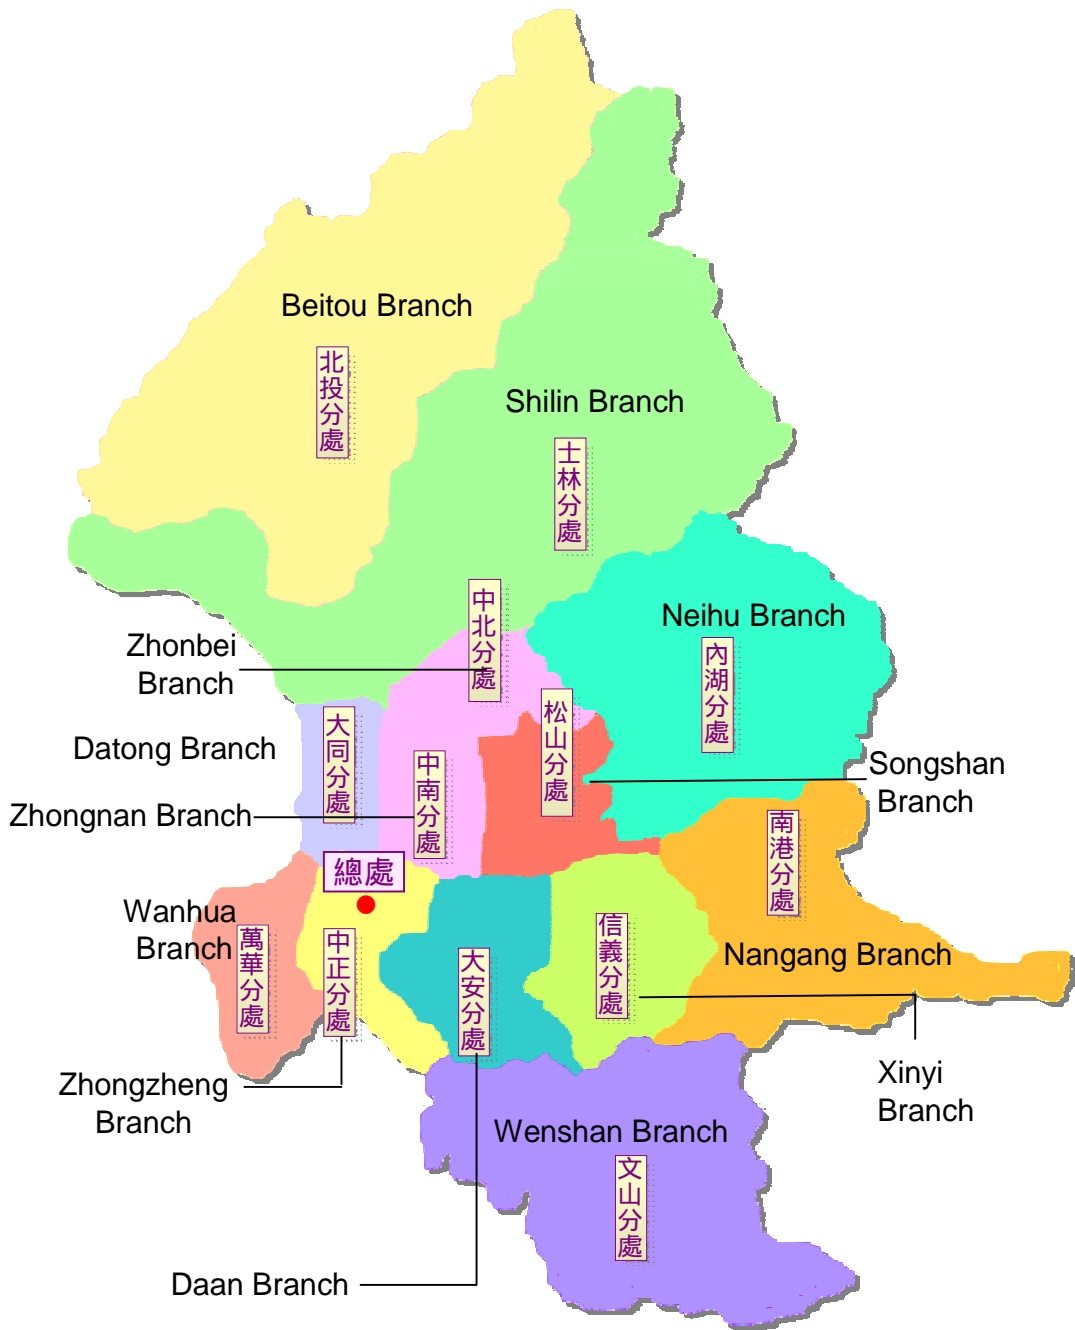 Beitou Branch
北投分處
Shilin Branch
士林分處
中北分處
Neihu Branch
內湖分處
Zhonbei
Branch
松山分處
大同分處
Datong Branch
中南分處
Songshan
Branch
Zhongnan Branch
南港分處
總處
Wanhua
Branch
萬華分處
中正分處
大安分處
信義分處
Nangang Branch
Zhongzheng
Branch
Xinyi
Branch
Wenshan Branch
文山分處
Daan Branch